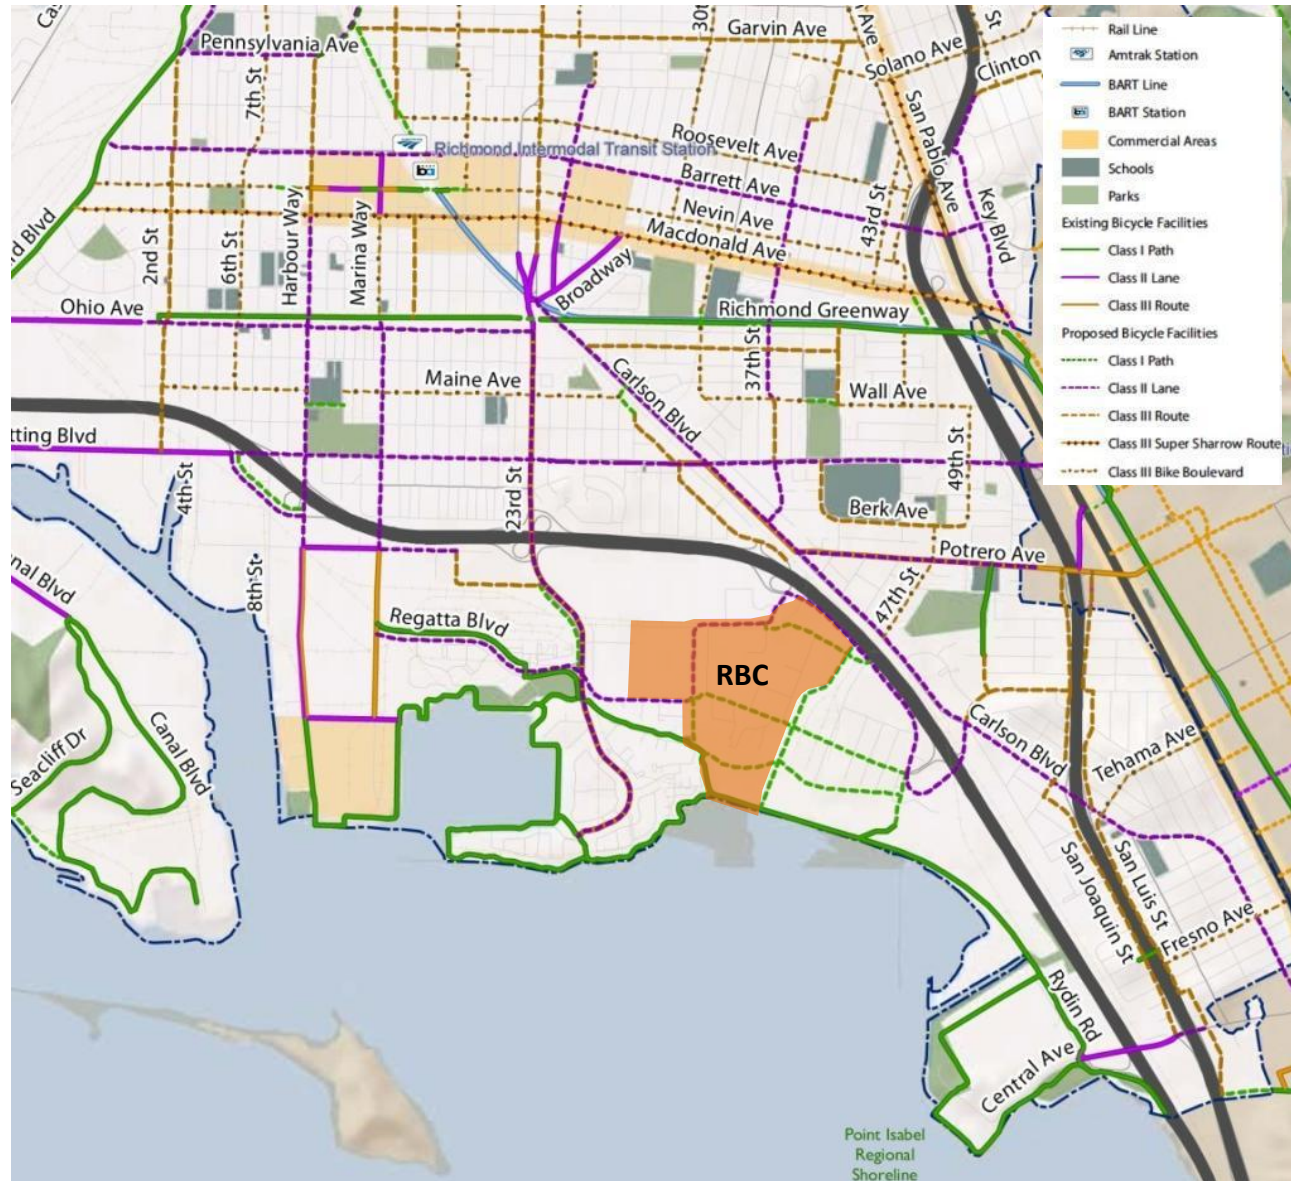 Cas
Pennsylvania Ave
7th St
30th
Garvin Ave
Ave
St
Solano Ave
Clinton
San Pablo Ave
Roosevelt Ave
Richmond Intermodal Transit Station
Barrett Ave
Nevin Ave
Macdonald Ave
43rd St
Key Blvd
rd Blvd
2nd St
6th St
Harbour Way
Marina Way
Broadway
Ohio Ave
Richmond Greenway
37th St
Maine Ave
Carlson Blvd
Wall Ave
tting Blvd
4th St
23rd St
49th St
Berk Ave
Potrero Ave
nal Blvd
8th St
47th St
Regatta Blvd
RBC
Seacliff Dr
Canal Blvd
Carlson Blvd
Tehama Ave
San Joaquin St
San Luis St
Fresno Ave
Rydin Rd
Central Ave
Point Isabel
Regional
Shoreline
Rail Line
Amtrak Station
BART Line
BART Station
Commercial Areas
Schools
Parks
Existing Bicycle Facilities
Class I Path
Class II Lane
Class III Route
Proposed Bicycle Facilities
Class I Path
Class II Lane
Class III Route
Class III Super Sharrow Route
Class III Bike Boulevard